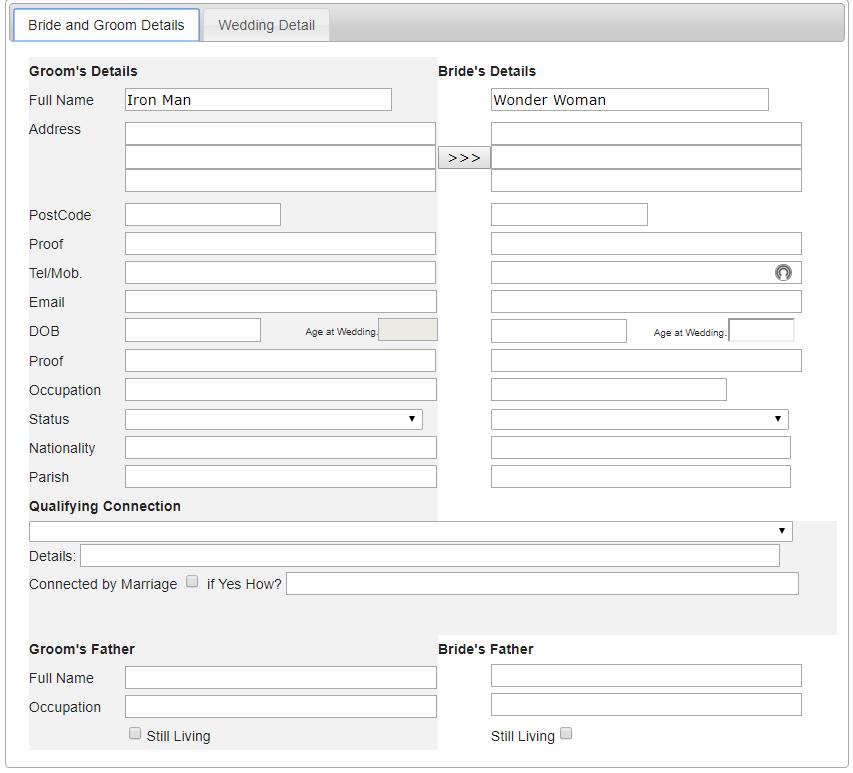 Bride and Groom Details Wedding Detail
Groom's Details Bride's Details
Full Name Iron Man Wonder Woman
Address
>>>
PostCode
Proof
Tel/Mob.
Email
DOB Age at Wedding. Age at Wedding.
Proof
Occupation
Status
Nationality
Parish
Qualifying Connection
Details:
Connected by Marriage if Yes How?
Groom's Father Bride's Father
Full Name
Occupation
Still Living Still Living